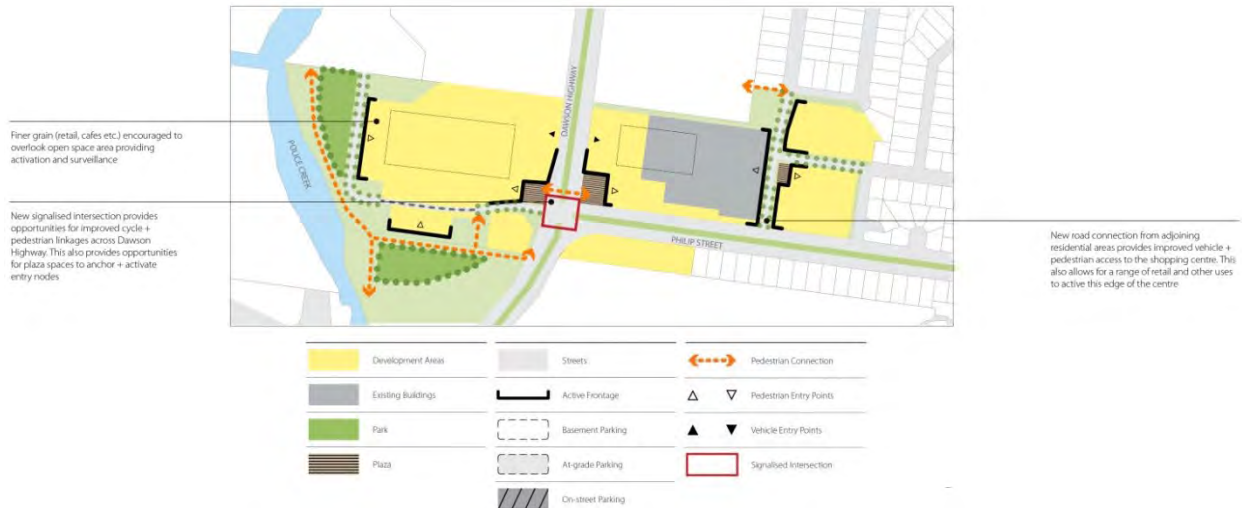 Finer grain (retail, cafes etc.) encouraged to
overlook open space area providing
activation and surveillance
New signalised intersection provides
opportunities for improved cycle +
pedestrian linkages across Dawson
Highway. This also provides opportunities
for plaza spaces to anchor + activate
entry nodes
POLICE CREEK
DAWSON HIGHWAY
PHILIP STREET
New road connection from adjoining
residential areas provides improved vehicle +
pedestrian access to the shopping centre. This
also allows for a range of retail and other uses
to active this edge of the centre
Development Areas
Existing Buildings
Park
Plaza
Streets
Active Frontage
Basement Parking
At-grade Parking
On-street Parking
Pedestrian Connection
Pedestrian Entry Points
Vehicle Entry Points
Signalised Intersection